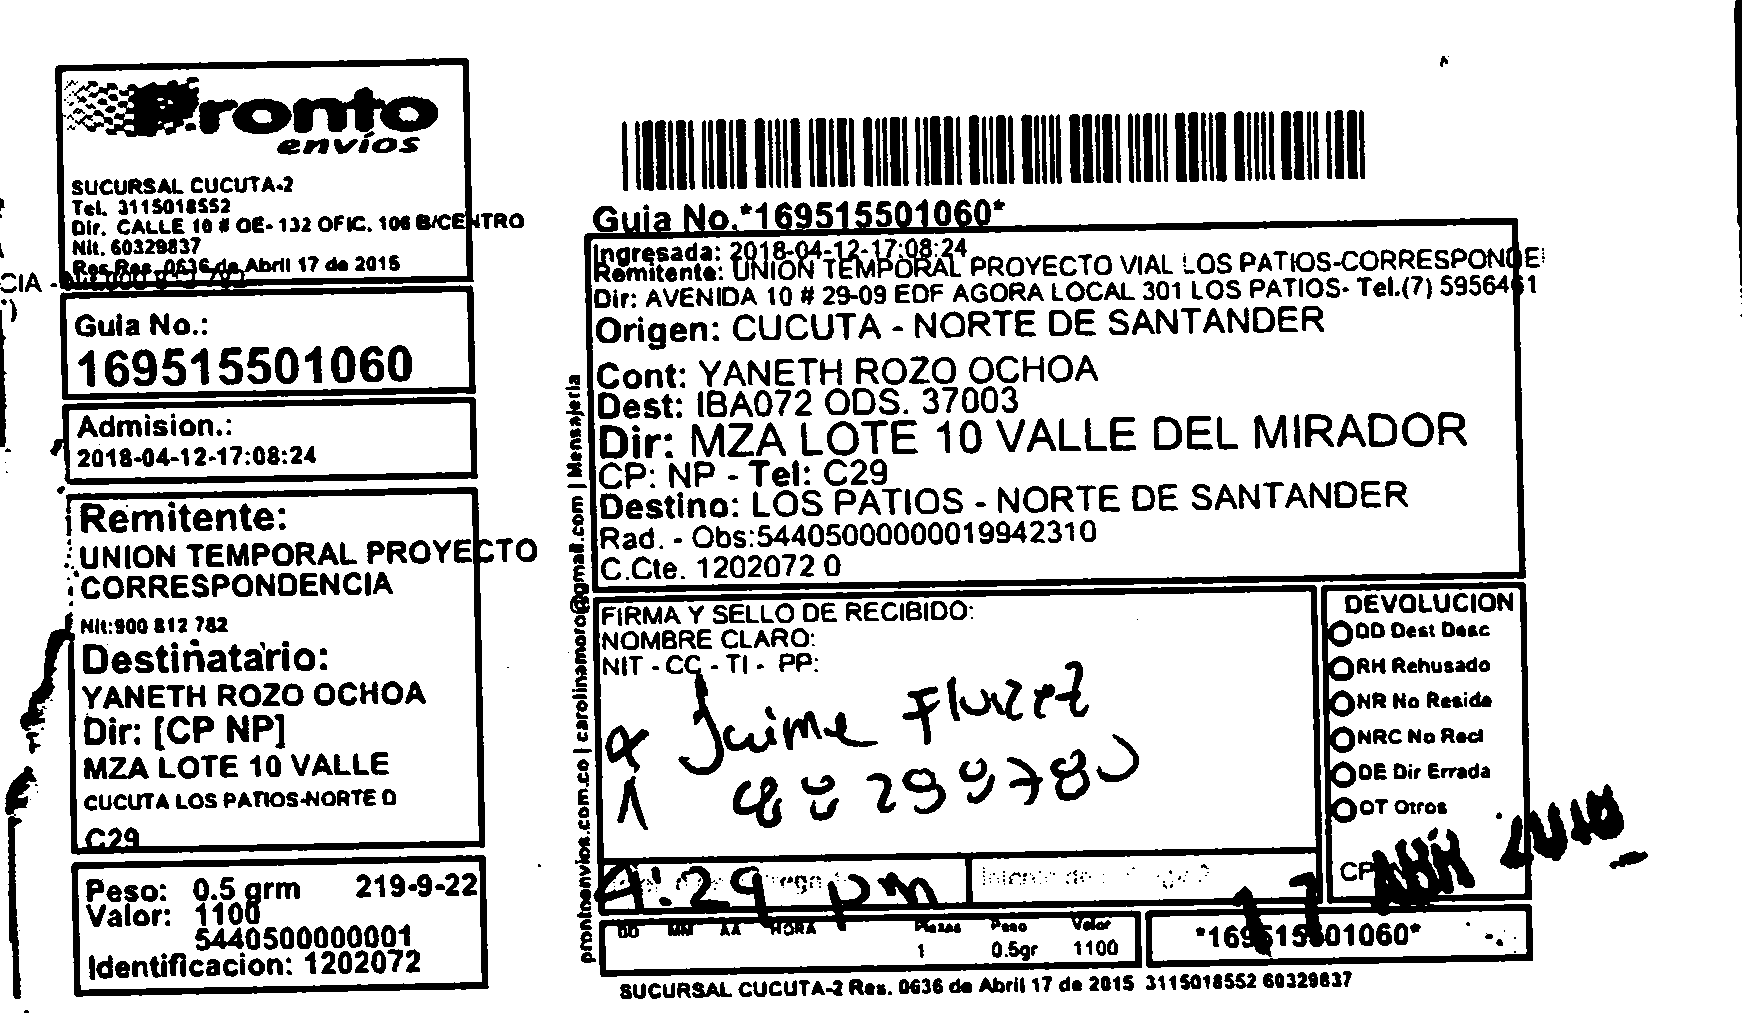 Pronto
envíos
SUCURSAL CUCUTA-2
Tel. 3115018552
Dir. CALLE 10 # OE- 132 OFIC. 106 B/CENTRO
Nit. 60329837
Res.Res. 0636 de Abril 17 de 2015
CIA -
Guia No.:
169515501060
Admision.:
2018-04-12-17:08:24
Remitente:
UNION TEMPORAL PROYECTO
CORRESPONDENCIA
Nit:900 812 782
Destinatario:
YANETH ROZO OCHOA
Dir: [CP NP]
MZA LOTE 10 VALLE
CUCUTA LOS PATIOS-NORTE D
C29
Peso: 0.5 grm 219-9-22
Valor: 1100
5440500000001
Identificacion: 1202072
prontoenvios.com.co | carolinamoro@gmail.com | Mensajeria
Guia No.*169515501060*
Ingresada: 2018-04-12-17:08:24
Remitente: UNION TEMPORAL PROYECTO VIAL LOS PATIOS-CORRESPONDE
Dir: AVENIDA 10 # 29-09 EDF AGORA LOCAL 301 LOS PATIOS- Tel.(7) 5956461
Origen: CUCUTA - NORTE DE SANTANDER
Cont: YANETH ROZO OCHOA
Dest: IBA072 ODS. 37003
Dir: MZA LOTE 10 VALLE DEL MIRADOR
CP: NP - Tel: C29
Destino: LOS PATIOS - NORTE DE SANTANDER
Rad. - Obs:54405000000019942310
C.Cte. 1202072 0
FIRMA Y SELLO DE RECIBIDO:
NOMBRE CLARO:
NIT - CC - TI - PP:
Jaime
4:29 pm
DEVOLUCION
DD Dest Desc
RH Rehusado
NR No Reside
NRC No Recl
DE Dir Errada
OT Otros
CP
DD MM AA HORA Piezas Peso Valor
1 0.5gr 1100
*169515501060*
SUCURSAL CUCUTA-2 Res. 0636 de Abril 17 de 2015 3115018552 60329837